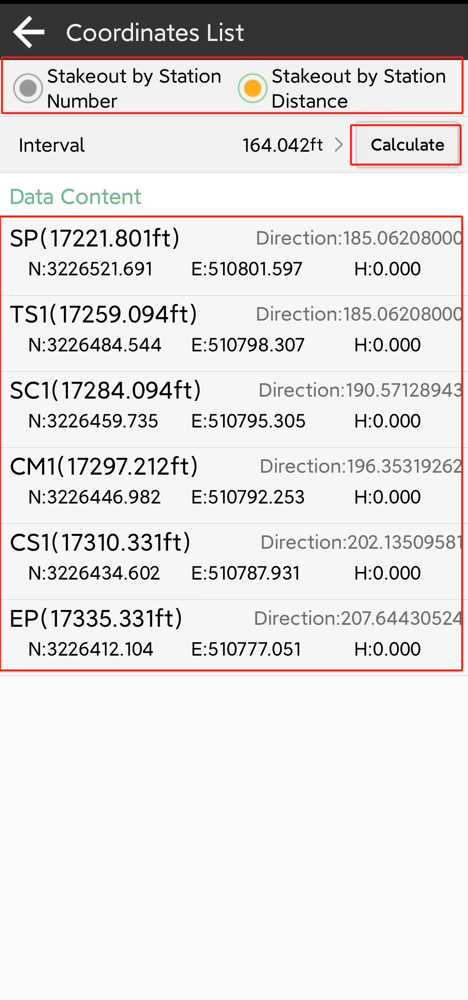 Coordinates List
Stakeout by Station Number
Stakeout by Station Distance
Interval 164.042ft Calculate
Data Content
SP(17221.801ft) Direction:185.06208000
N:3226521.691 E:510801.597 H:0.000
TS1(17259.094ft) Direction:185.06208000
N:3226484.544 E:510798.307 H:0.000
SC1(17284.094ft) Direction:190.57128943
N:3226459.735 E:510795.305 H:0.000
CM1(17297.212ft) Direction:196.35319262
N:3226446.982 E:510792.253 H:0.000
CS1(17310.331ft) Direction:202.13509581
N:3226434.602 E:510787.931 H:0.000
EP(17335.331ft) Direction:207.64430524
N:3226412.104 E:510777.051 H:0.000